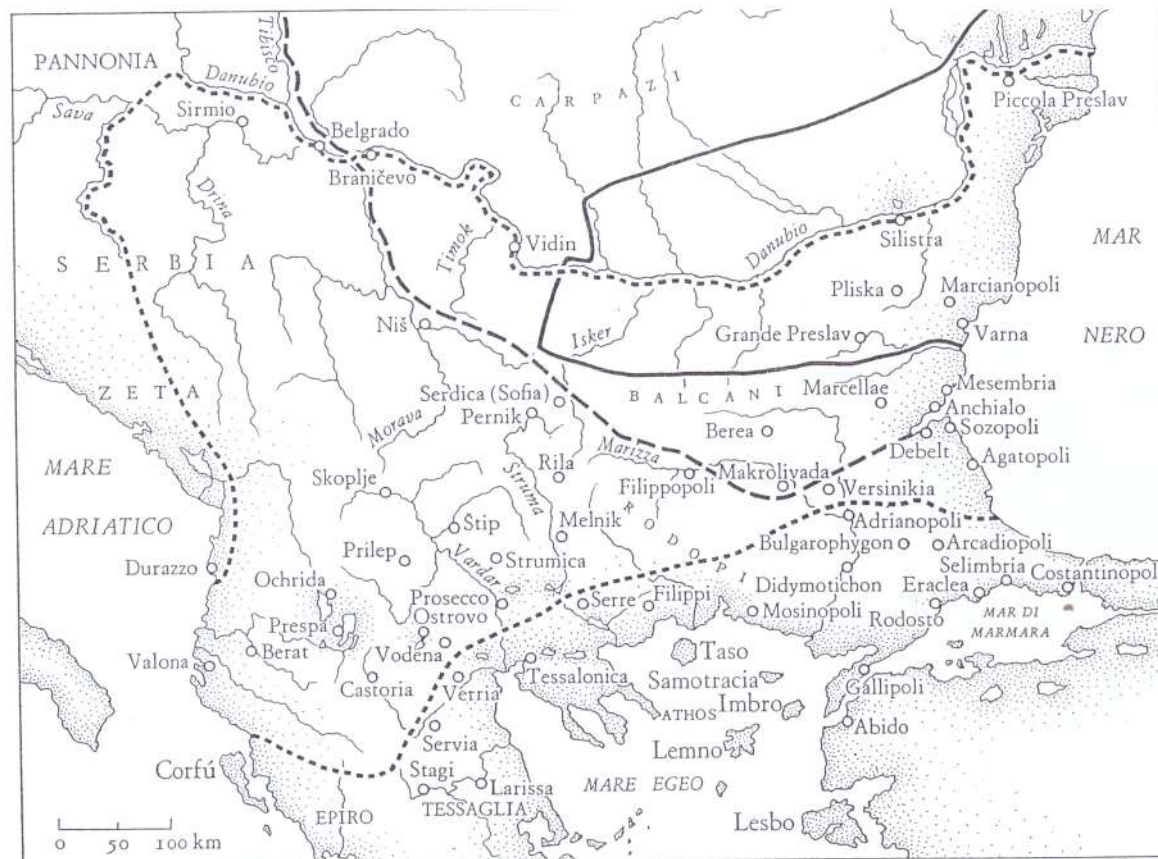 PANNONIA
Tibisco
Danubio
Sava
Sirmio
Belgrado
Braničevo
CARPAZI
Piccola Preslav
Drina
Timok
Vidin
Danubio
Silistra
MAR
NERO
SERBIA
Pliska
Marcianopoli
Niš
Isker
Grande Preslav
Varna
ZETA
Serdica (Sofia)
Pernik
BALCANI
Marcellae
Mesembria
Anchialo
Sozopoli
Morava
Berea
Debelt
Agatopoli
MARE
ADRIATICO
Skoplje
Rila
Struma
Marizza
Filippopoli
Makrolivada
Versinikia
Štip
Melnik
RODOPI
Adrianopoli
Prilep
Vardar
Strumica
Bulgarophygon
Arcadiopoli
Durazzo
Ochrida
Didymotichon
Selimbria
Costantinopol
Eraclea
Prosecco
Serre
Filippi
Mosinopoli
Rodosto
MAR DI
MARMARA
Prespa
Ostrovo
Valona
Berat
Vodena
Castoria
Verria
Tessalonica
Taso
Samotracia
Gallipoli
ATHOS
Imbro
Abido
Servia
Lemno
Corfú
Stagi
Larissa
MARE EGEO
TESSAGLIA
EPIRO
Lesbo
0 50 100 km